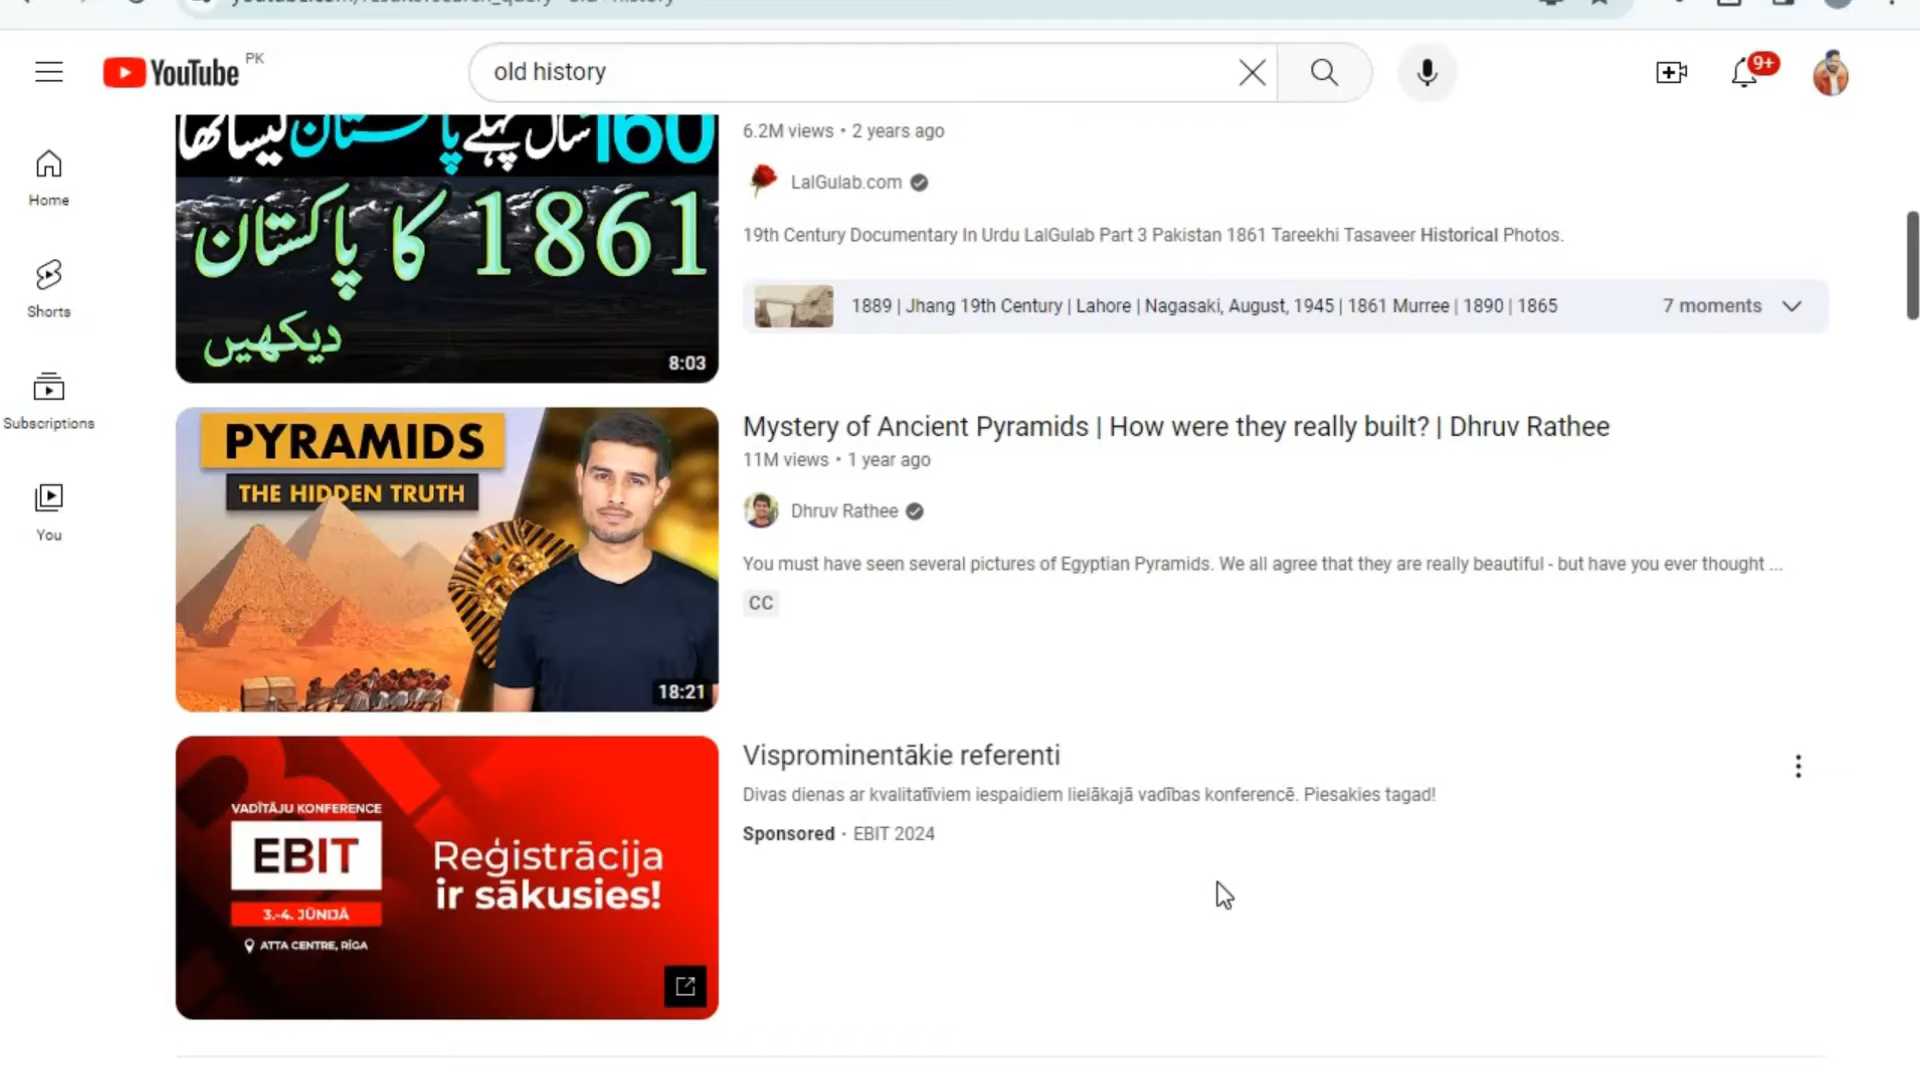 YouTube PK
old history
9+
Home
Shorts
Subscriptions
You
160 سال پہلے پاکستان کیسا تھا
1861 کا پاکستان
دیکھیں
8:03
6.2M views • 2 years ago
LalGulab.com
19th Century Documentary In Urdu LalGulab Part 3 Pakistan 1861 Tareekhi Tasaveer Historical Photos.
1889 | Jhang 19th Century | Lahore | Nagasaki, August, 1945 | 1861 Murree | 1890 | 1865
7 moments
PYRAMIDS
THE HIDDEN TRUTH
18:21
Mystery of Ancient Pyramids | How were they really built? | Dhruv Rathee
11M views • 1 year ago
Dhruv Rathee
You must have seen several pictures of Egyptian Pyramids. We all agree that they are really beautiful - but have you ever thought ...
CC
VADĪTĀJU KONFERENCE
EBIT
3.-4. JŪNIJĀ
ATTA CENTRE, RĪGA
Reģistrācija
ir sākusies!
Visprominentākie referenti
Divas dienas ar kvalitatīviem iespaidiem lielākajā vadības konferencē. Piesakies tagad!
Sponsored · EBIT 2024